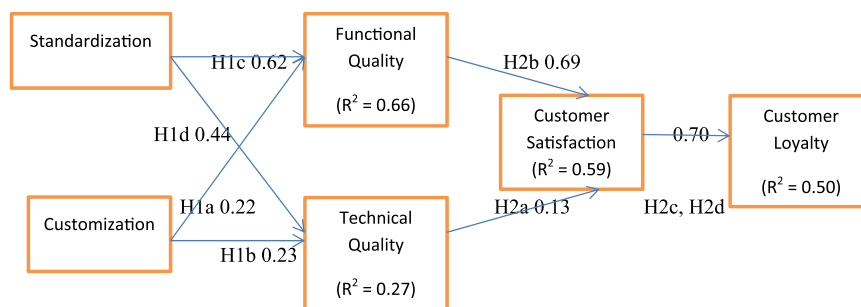 Standardization
Functional
Quality
(R² = 0.66)
H1c 0.62
H2b 0.69
Customer
Satisfaction
(R² = 0.59)
0.70
Customer
Loyalty
(R² = 0.50)
H1d 0.44
Customization
H1a 0.22
H1b 0.23
Technical
Quality
(R² = 0.27)
H2a 0.13
H2c, H2d